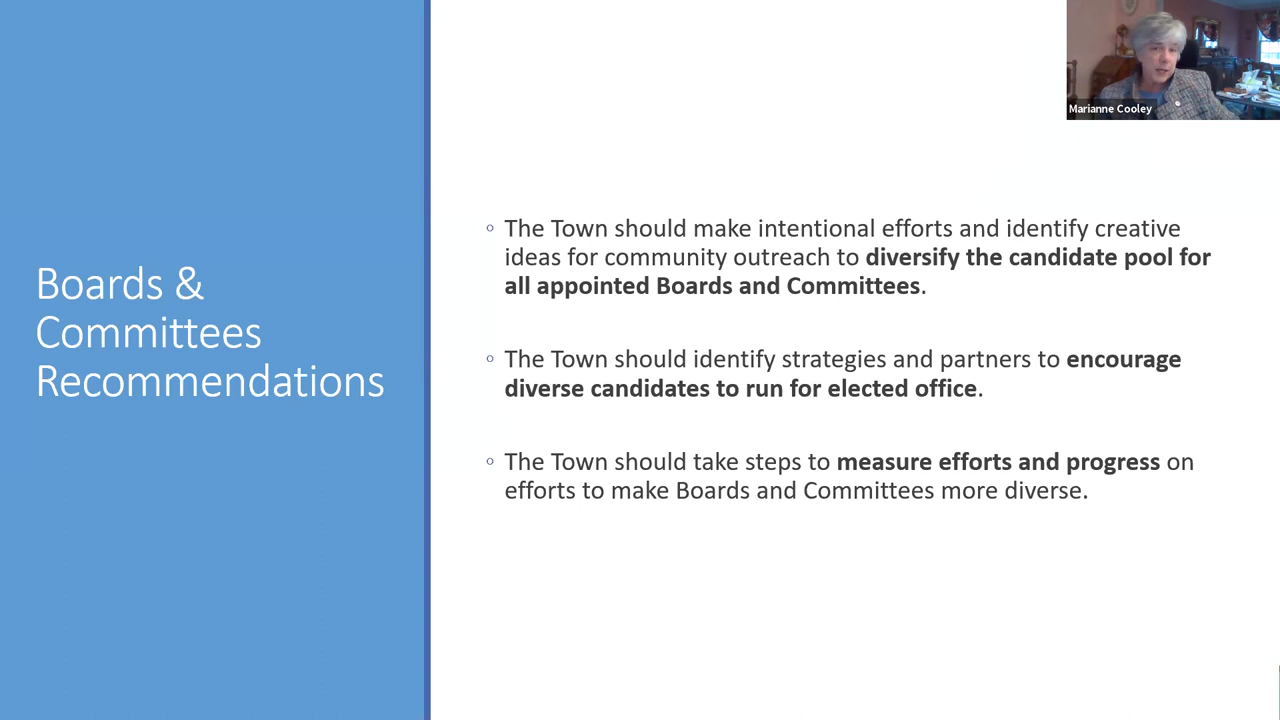 Marianne Cooley
Boards &
Committees
Recommendations
◦ The Town should make intentional efforts and identify creative
ideas for community outreach to diversify the candidate pool for
all appointed Boards and Committees.
◦ The Town should identify strategies and partners to encourage
diverse candidates to run for elected office.
◦ The Town should take steps to measure efforts and progress on
efforts to make Boards and Committees more diverse.